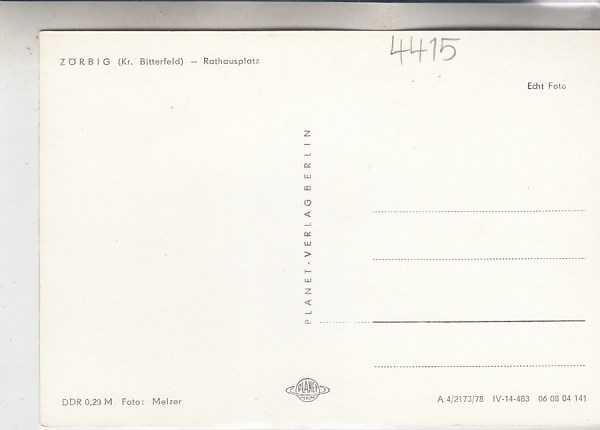 4415
ZÖRBIG (Kr. Bitterfeld) — Rathausplatz
Echt Foto
PLANET-VERLAG BERLIN
PLANET
DDR 0,20 M Foto: Melzer
A 4/2173/78 IV-14-483 06 08 04 141